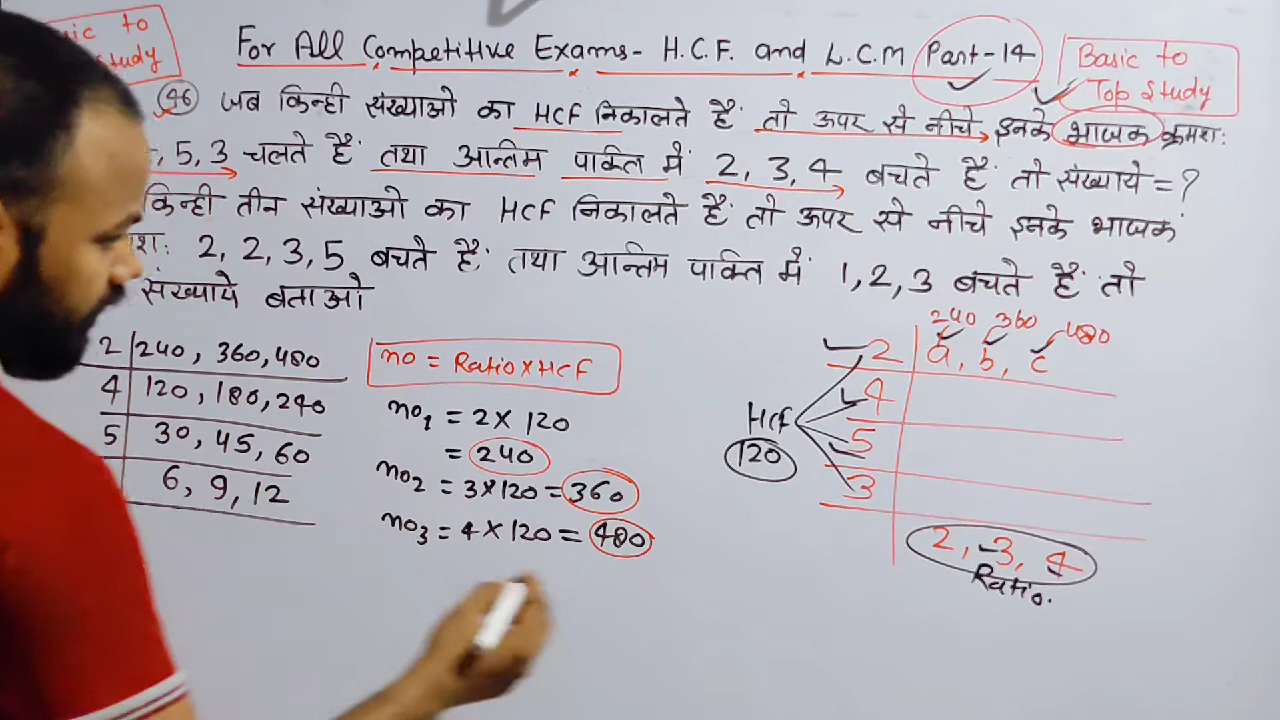 ic to
study
For All Competitive Exams- H.C.F. and L.C.M Part-14
Basic to
Top Study
46 जब किन्ही संख्याओ का HCF निकालते हैं तो ऊपर से नीचे इनके भाजक क्रमश:
5, 3 चलते हैं तथा अन्तिम पंक्ति में 2, 3, 4 बचते हैं तो संख्याये = ?
किन्ही तीन संख्याओ का HCF निकालते हैं तो ऊपर से नीचे इनके भाजक
श: 2, 2, 3, 5 बचते हैं तथा अन्तिम पंक्ति में 1, 2, 3 बचते हैं तो
संख्याये बताओ
2 240, 360, 480
4 120, 180, 240
5 30, 45, 60
6, 9, 12
no = Ratio×HCF
no1 = 2 × 120
= 240
no2 = 3×120 = 360
no3 = 4 × 120 = 480
240 360 480
2 a, b, c
4
5
3
HCF
120
2, 3, 4
Ratio.